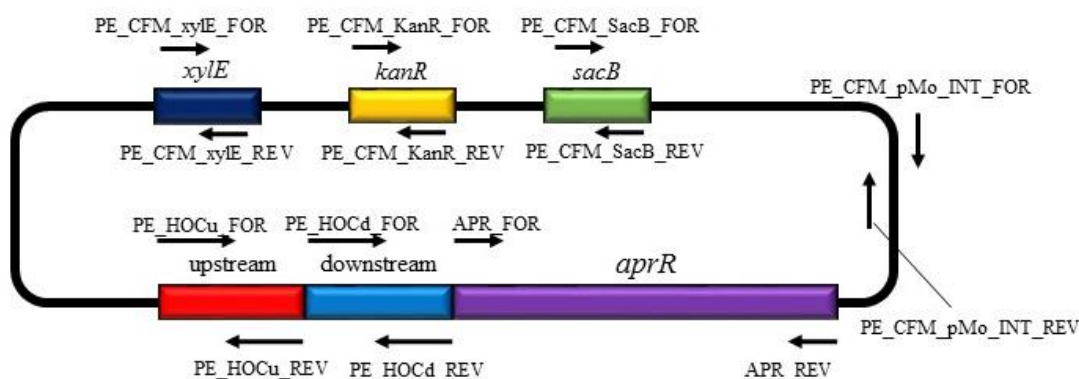 PE_CFM_xylE_FOR
PE_CFM_KanR_FOR
PE_CFM_SacB_FOR
xylE
kanR
sacB
PE_CFM_pMo_INT_FOR
PE_CFM_xylE_REV
PE_CFM_KanR_REV
PE_CFM_SacB_REV
PE_HOCu_FOR
PE_HOCd_FOR
APR_FOR
upstream
downstream
aprR
PE_CFM_pMo_INT_REV
PE_HOCu_REV
PE_HOCd_REV
APR_REV